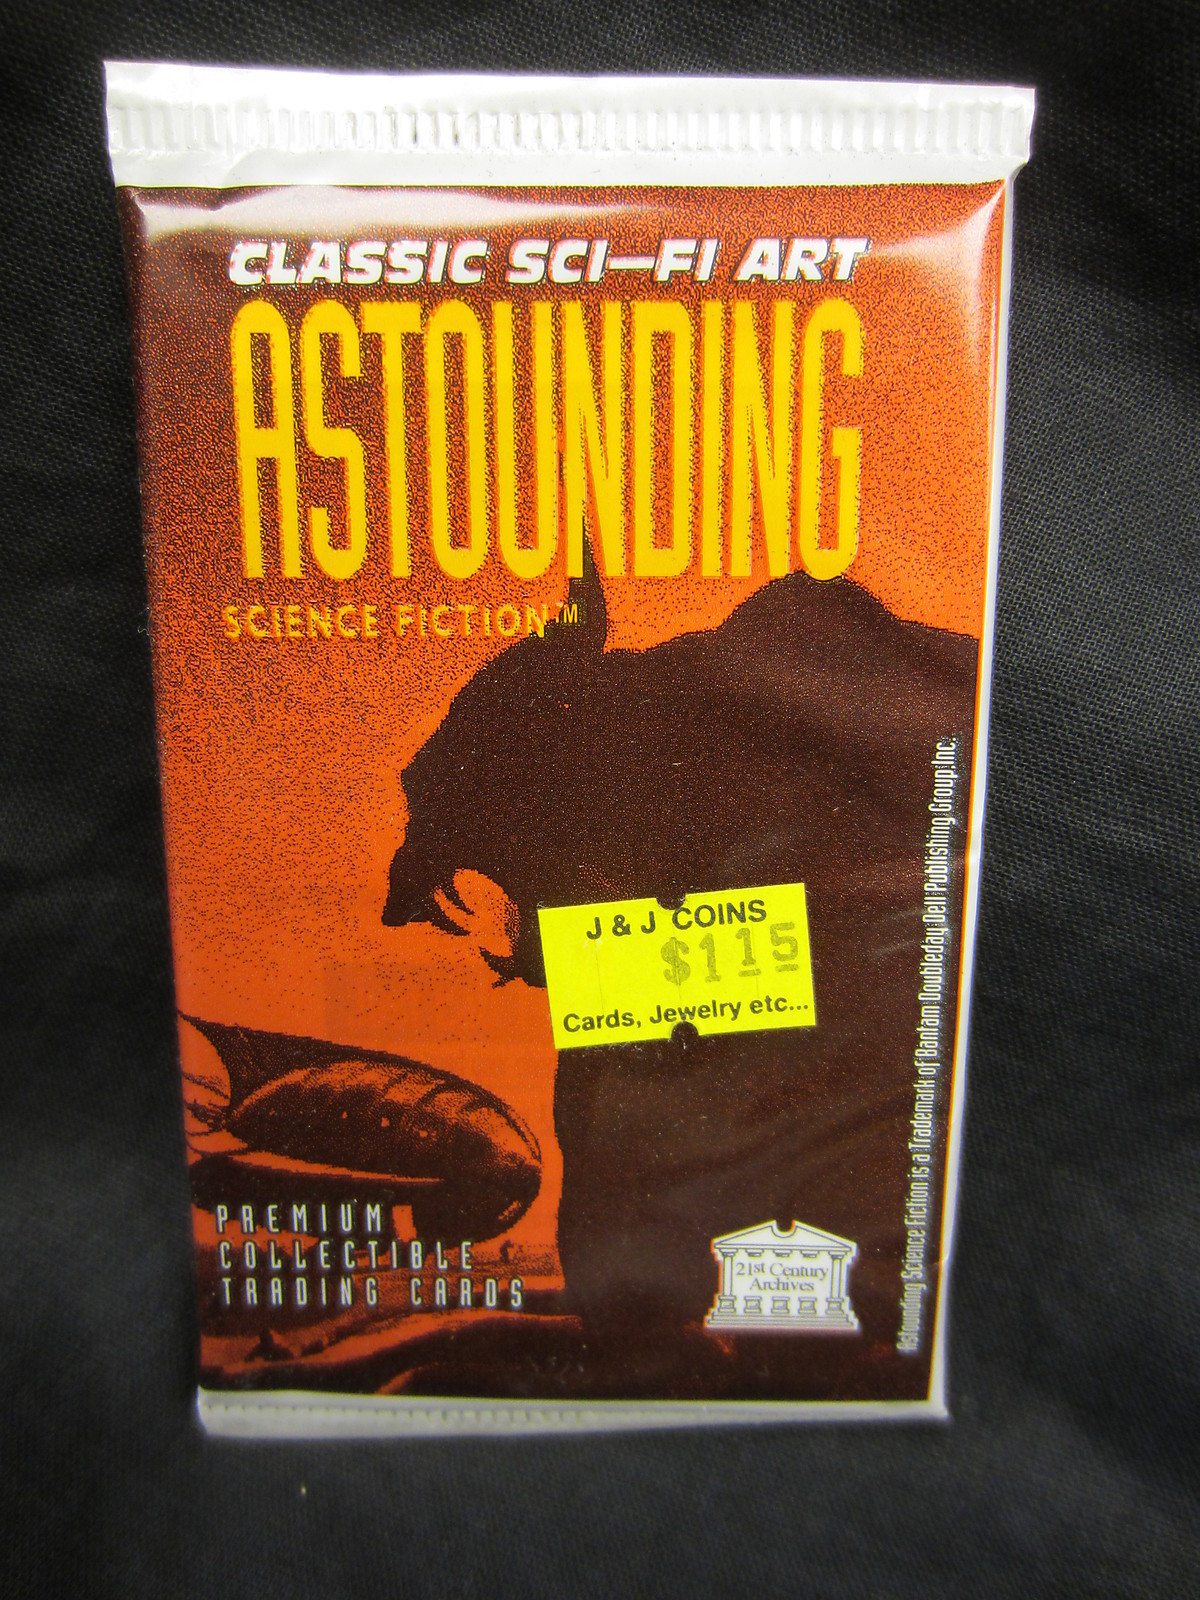 CLASSIC SCI-FI ART
ASTOUNDING
SCIENCE FICTION™
J & J COINS
$1.15
Cards, Jewelry etc...
PREMIUM
COLLECTIBLE
TRADING CARDS
21st Century
Archives
Astounding Science Fiction is a Trademark of Bantam Doubleday Dell Publishing Group, Inc.